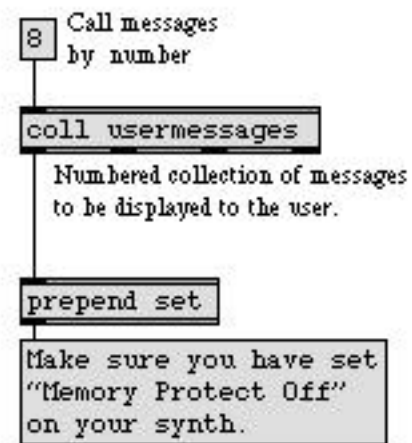 8
Call messages
by number
coll usermessages
Numbered collection of messages
to be displayed to the user.
prepend set
Make sure you have set
“Memory Protect Off”
on your synth.